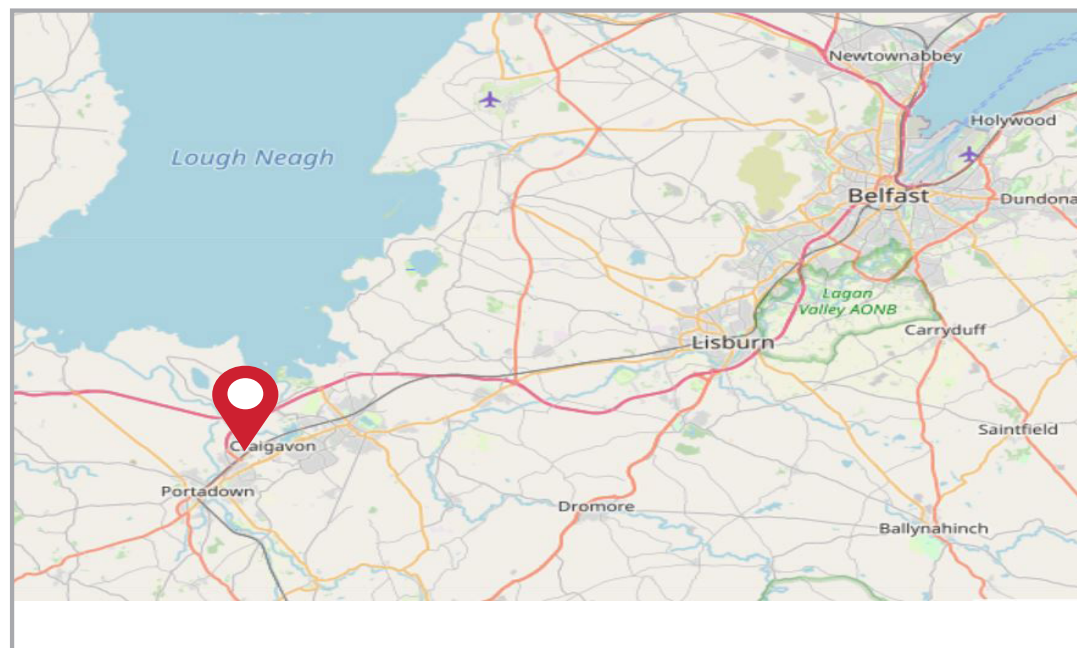 Newtownabbey
Holywood
Lough Neagh
Belfast
Dundona
Lagan
Valley AONB
Carryduff
Lisburn
Saintfield
Craigavon
Portadown
Dromore
Ballynahinch